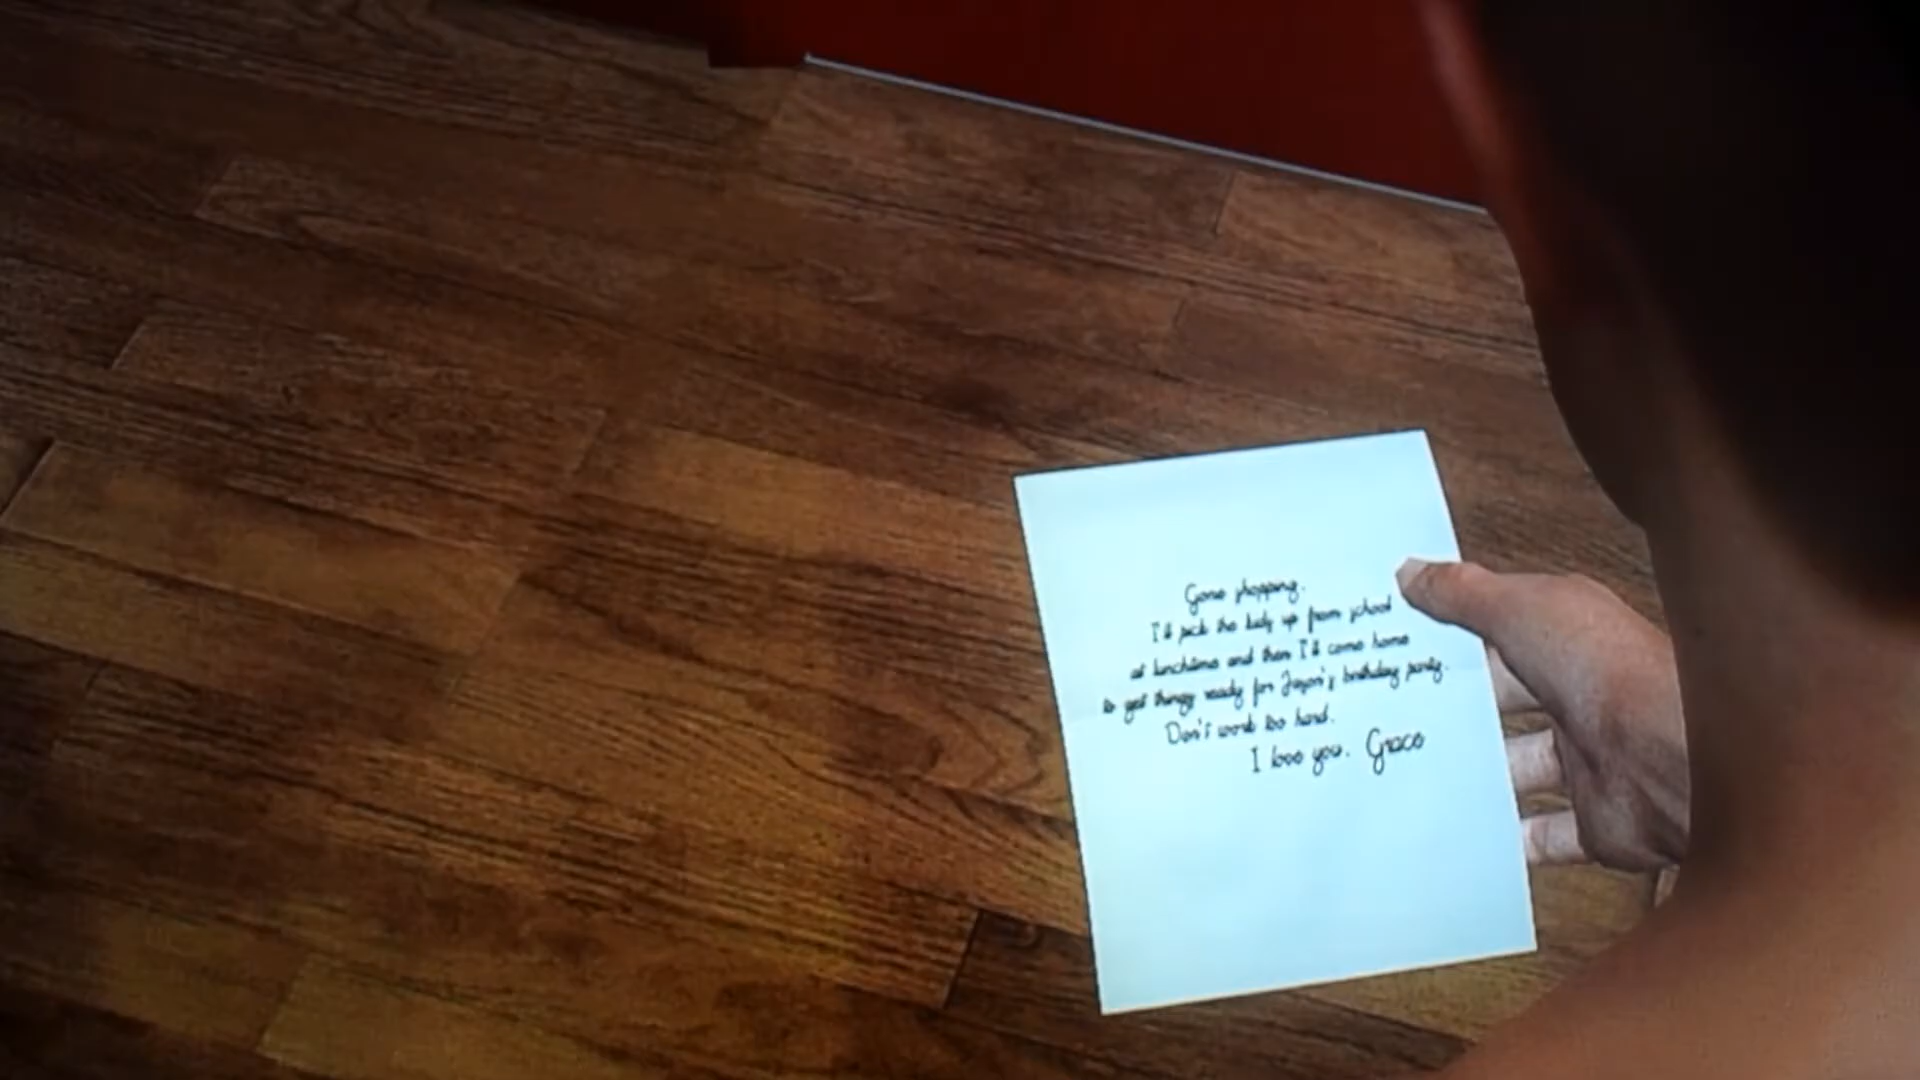 Gone shopping.
I'll pick the kids up from school
at lunchtime and then I'll come home
to get things ready for Jason's birthday party.
Don't work too hard.
I love you. Grace